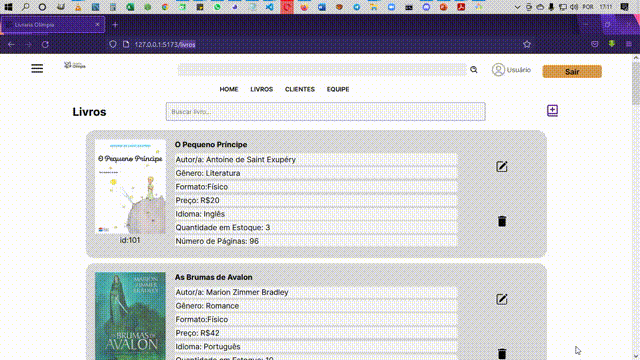 POR 17:11
Livraria Olímpia
127.0.0.1:5173/livros
Usuário
Sair
HOME LIVROS CLIENTES EQUIPE
Livros
Buscar livro...
O Pequeno Príncipe
id:101
O Pequeno Príncipe
Autor/a: Antoine de Saint Exupéry
Gênero: Literatura
Formato:Físico
Preço: R$20
Idioma: Inglês
Quantidade em Estoque: 3
Número de Páginas: 96
MARION ZIMMER BRADLEY
AS BRUMAS DE AVALON
As Brumas de Avalon
Autor/a: Marion Zimmer Bradley
Gênero: Romance
Formato:Físico
Preço: R$42
Idioma: Português
Quantidade em Estoque: 10